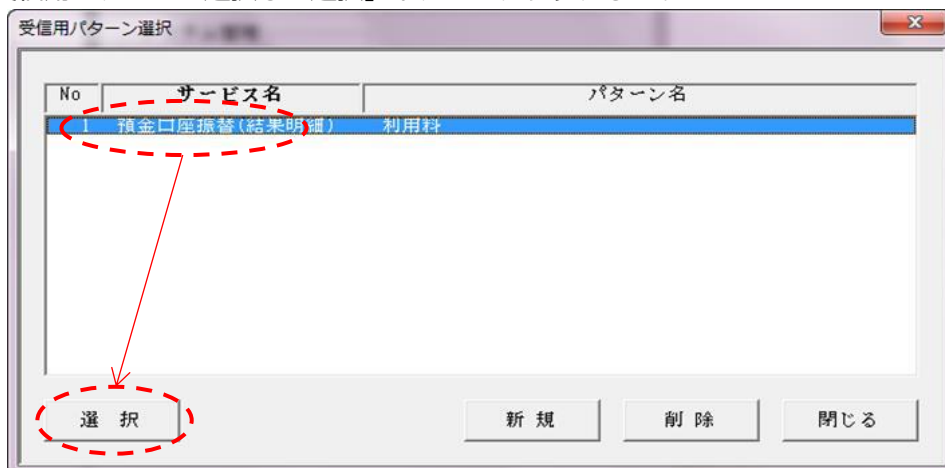 受信用パターン選択
No サービス名 パターン名
1 預金口座振替(結果明細) 利用料
選 択 新 規 削 除 閉じる